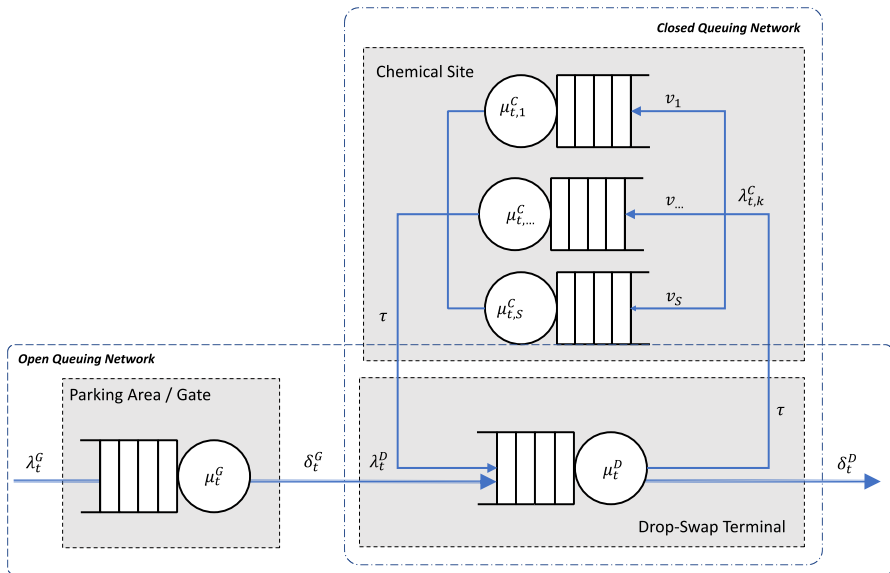 Closed Queuing Network
Chemical Site
μ^C_{t,1}
v_1
μ^C_{t,...}
v_{...}
λ^C_{t,k}
μ^C_{t,S}
v_S
τ
Open Queuing Network
Parking Area / Gate
τ
λ^G_t
μ^G_t
δ^G_t
λ^D_t
μ^D_t
δ^D_t
Drop-Swap Terminal